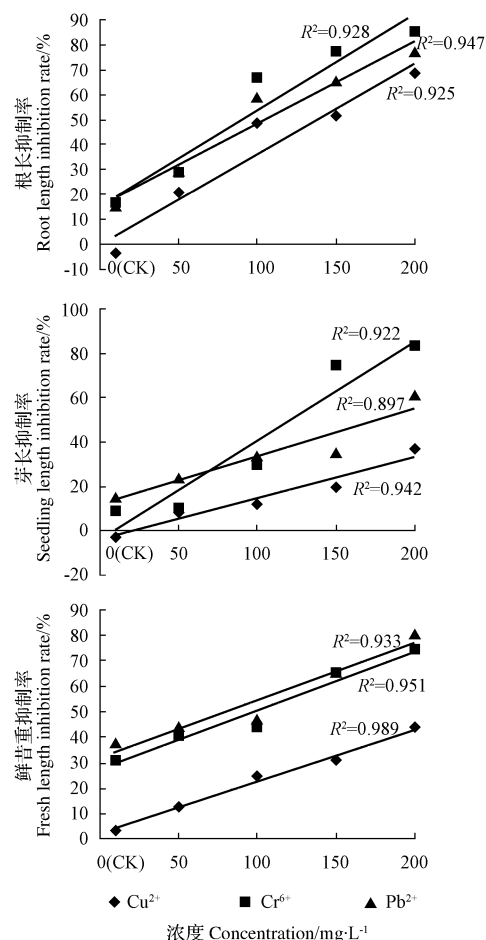 根长抑制率
Root length inhibition rate/%
90
80
70
60
50
40
30
20
10
0
-10
R²=0.928
R²=0.947
R²=0.925
0(CK) 50 100 150 200
芽长抑制率
Seedling length inhibition rate/%
100
80
60
40
20
0
-20
R²=0.922
R²=0.897
R²=0.942
0(CK) 50 100 150 200
鲜昔重抑制率
Fresh length inhibition rate/%
90
80
70
60
50
40
30
20
10
0
R²=0.933
R²=0.951
R²=0.989
0(CK) 50 100 150 200
Cu²⁺ Cr⁶⁺ Pb²⁺
浓度 Concentration/mg·L⁻¹